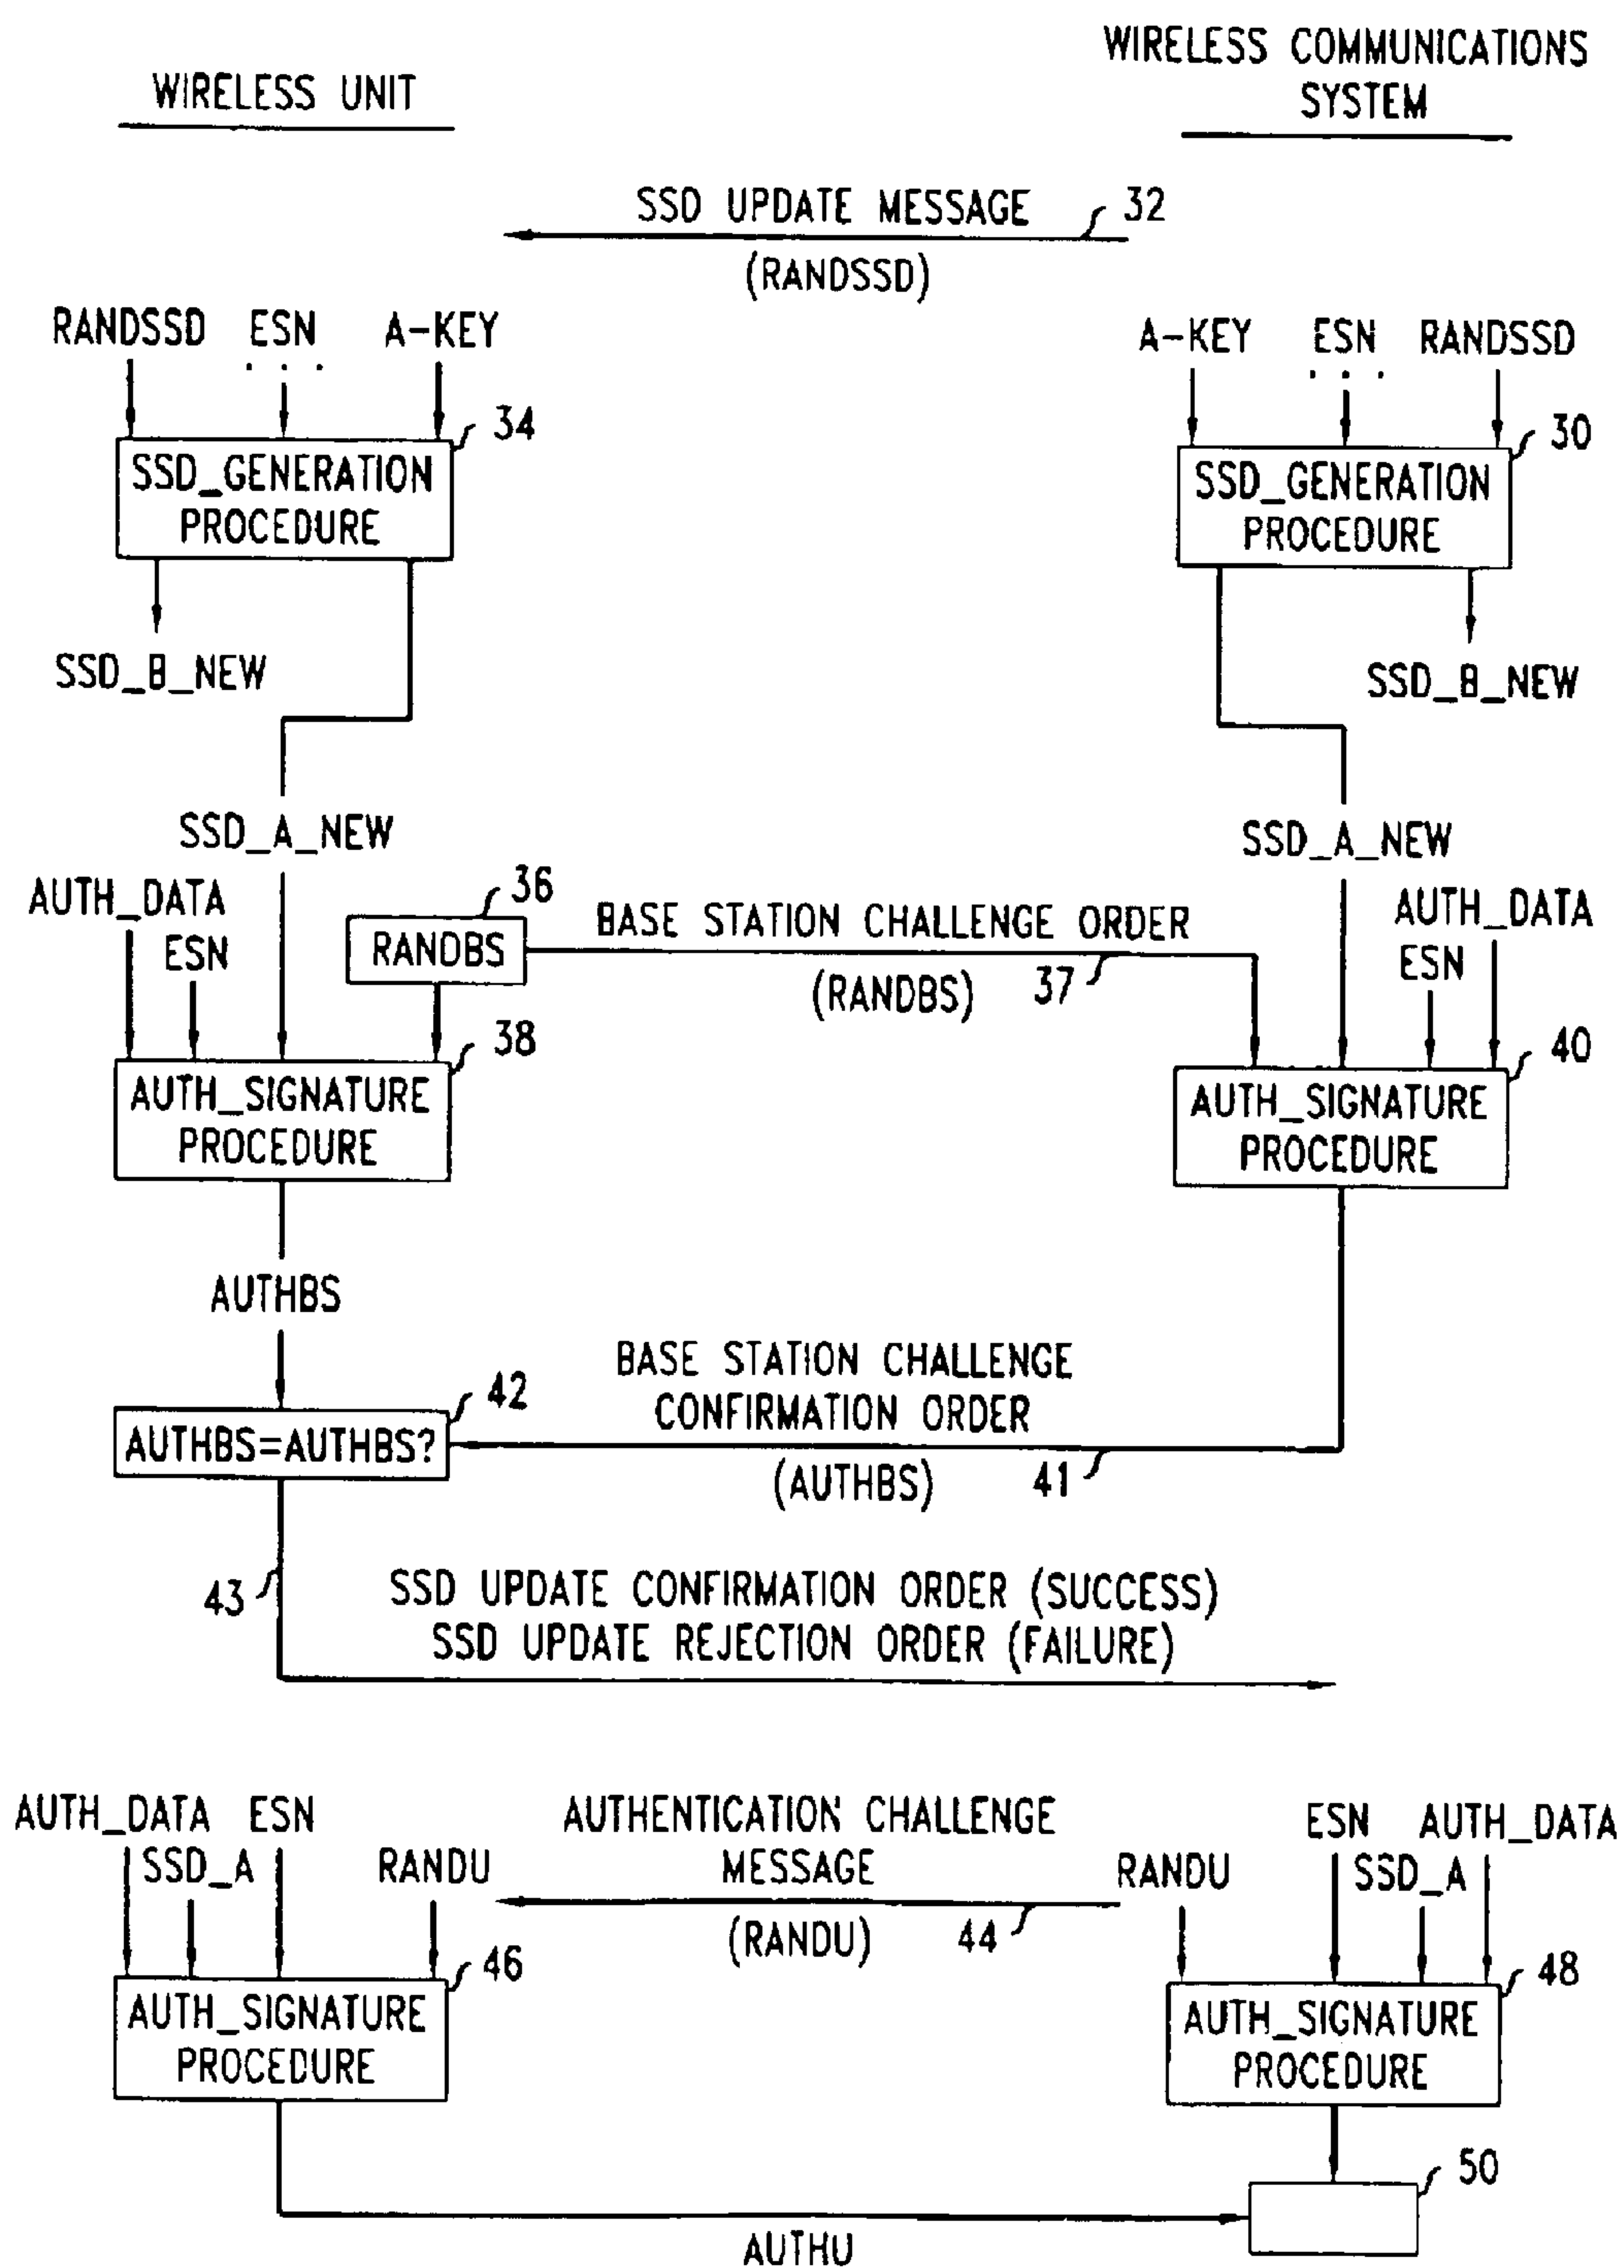 WIRELESS UNIT
WIRELESS COMMUNICATIONS
SYSTEM
SSD UPDATE MESSAGE
32
(RANDSSD)
RANDSSD
ESN
A-KEY
A-KEY
ESN
RANDSSD
. . .
. . .
34
30
SSD_GENERATION
PROCEDURE
SSD_GENERATION
PROCEDURE
SSD_B_NEW
SSD_B_NEW
SSD_A_NEW
SSD_A_NEW
AUTH_DATA
ESN
36
RANDBS
BASE STATION CHALLENGE ORDER
(RANDBS)
37
AUTH_DATA
ESN
38
40
AUTH_SIGNATURE
PROCEDURE
AUTH_SIGNATURE
PROCEDURE
AUTHBS
BASE STATION CHALLENGE
CONFIRMATION ORDER
42
AUTHBS=AUTHBS?
(AUTHBS)
41
43
SSD UPDATE CONFIRMATION ORDER (SUCCESS)
SSD UPDATE REJECTION ORDER (FAILURE)
AUTH_DATA
ESN
SSD_A
RANDU
AUTHENTICATION CHALLENGE
MESSAGE
(RANDU)
44
RANDU
ESN
AUTH_DATA
SSD_A
46
48
AUTH_SIGNATURE
PROCEDURE
AUTH_SIGNATURE
PROCEDURE
50
AUTHU